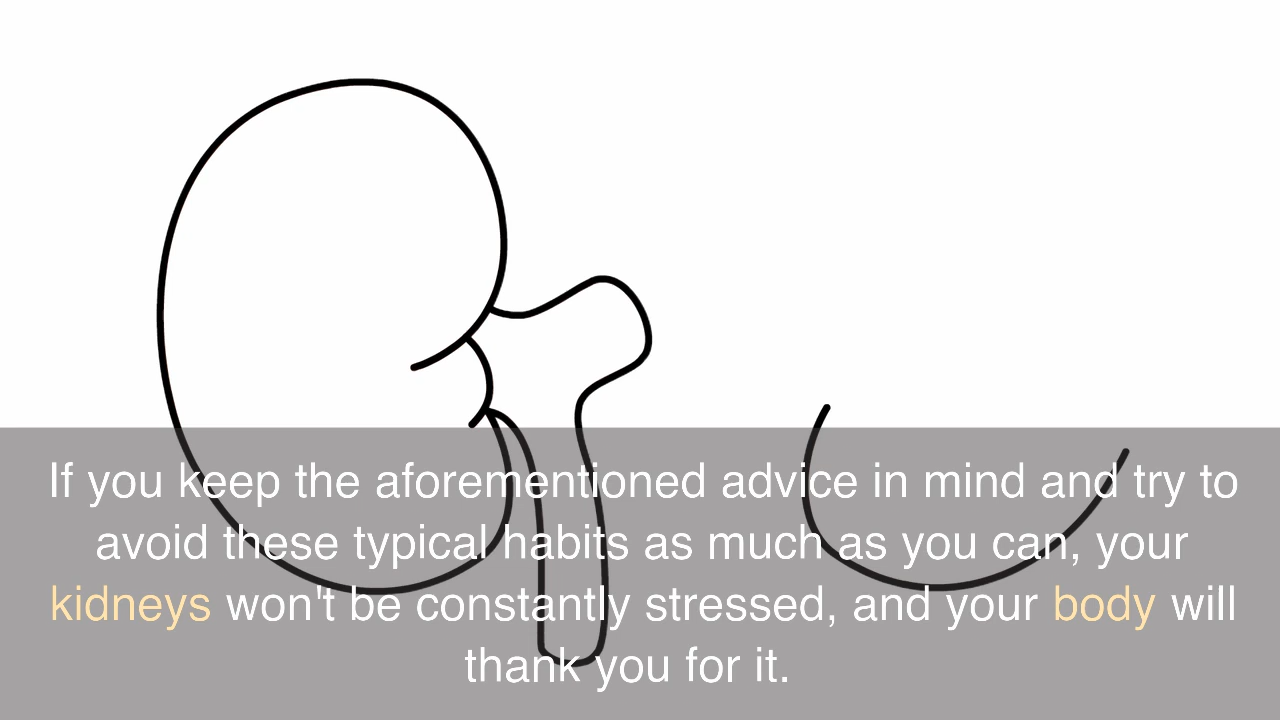 If you keep the aforementioned advice in mind and try to
avoid these typical habits as much as you can, your
kidneys won't be constantly stressed, and your body will
thank you for it.